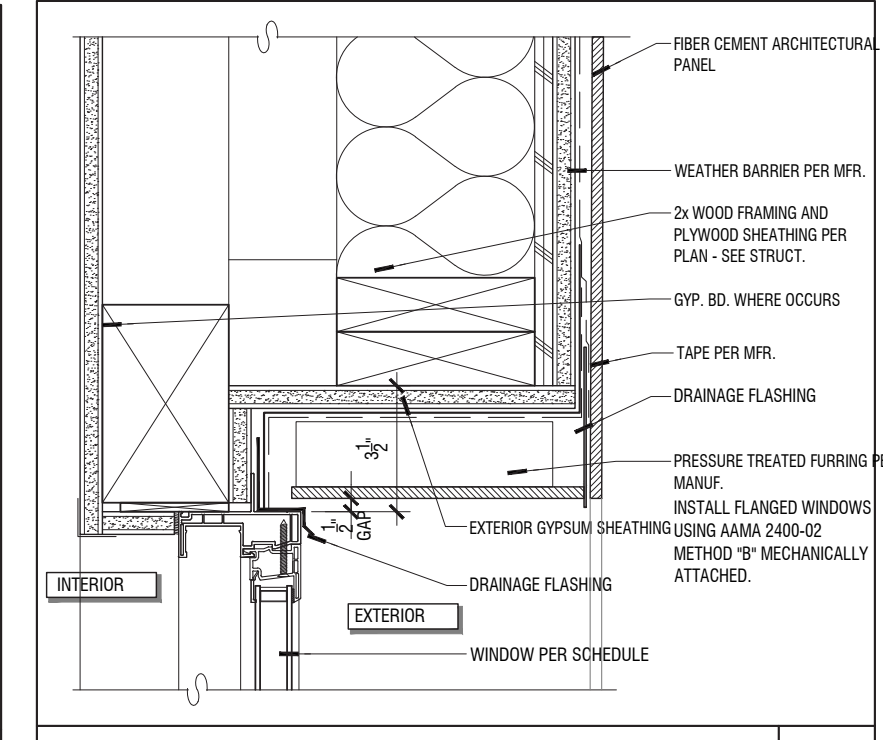 FIBER CEMENT ARCHITECTURAL
PANEL
WEATHER BARRIER PER MFR.
2x WOOD FRAMING AND
PLYWOOD SHEATHING PER
PLAN - SEE STRUCT.
GYP. BD. WHERE OCCURS
TAPE PER MFR.
DRAINAGE FLASHING
3 1/2"
PRESSURE TREATED FURRING PE
MANUF.
INSTALL FLANGED WINDOWS
USING AAMA 2400-02
METHOD "B" MECHANICALLY
ATTACHED.
1/2"
GAP
EXTERIOR GYPSUM SHEATHING
DRAINAGE FLASHING
INTERIOR
EXTERIOR
WINDOW PER SCHEDULE